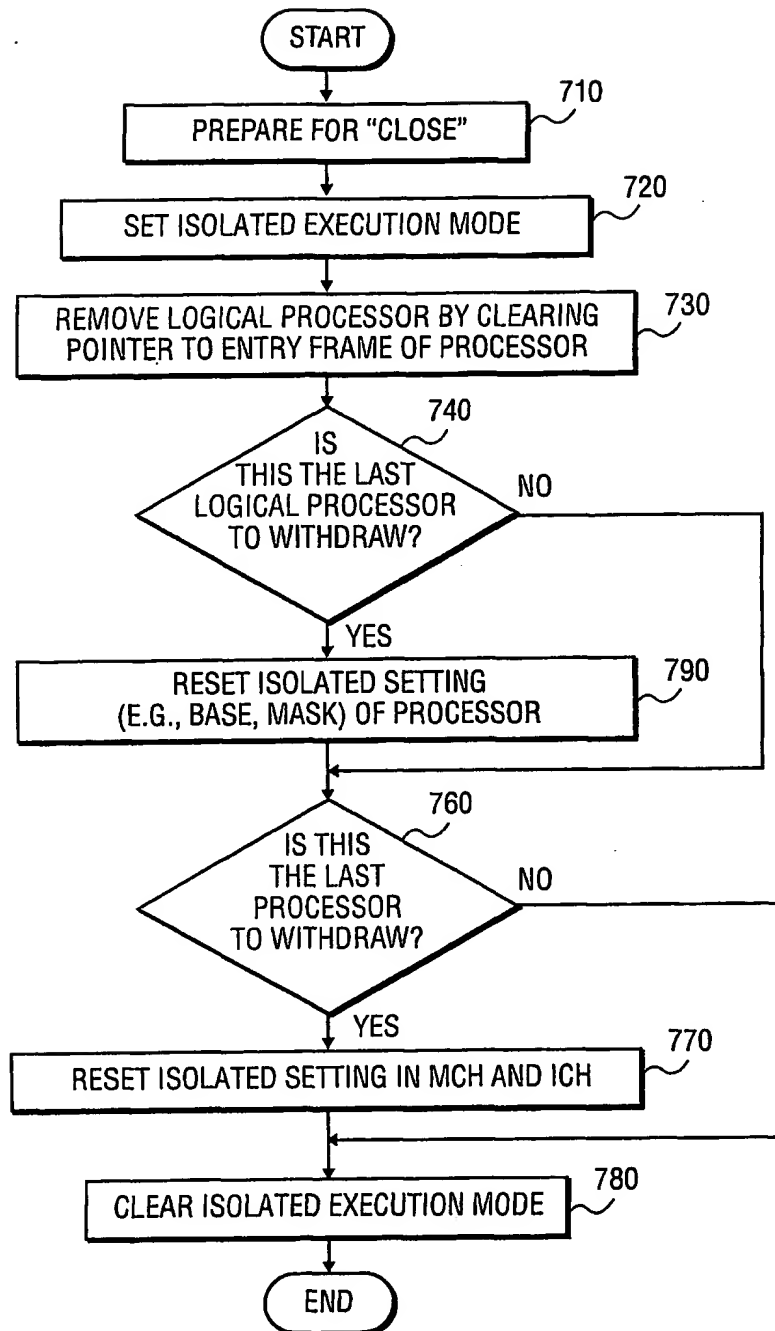 START
710
PREPARE FOR "CLOSE"
720
SET ISOLATED EXECUTION MODE
730
REMOVE LOGICAL PROCESSOR BY CLEARING
POINTER TO ENTRY FRAME OF PROCESSOR
740
IS
THIS THE LAST
LOGICAL PROCESSOR
TO WITHDRAW?
NO
YES
790
RESET ISOLATED SETTING
(E.G., BASE, MASK) OF PROCESSOR
760
IS THIS
THE LAST
PROCESSOR
TO WITHDRAW?
NO
YES
770
RESET ISOLATED SETTING IN MCH AND ICH
780
CLEAR ISOLATED EXECUTION MODE
END